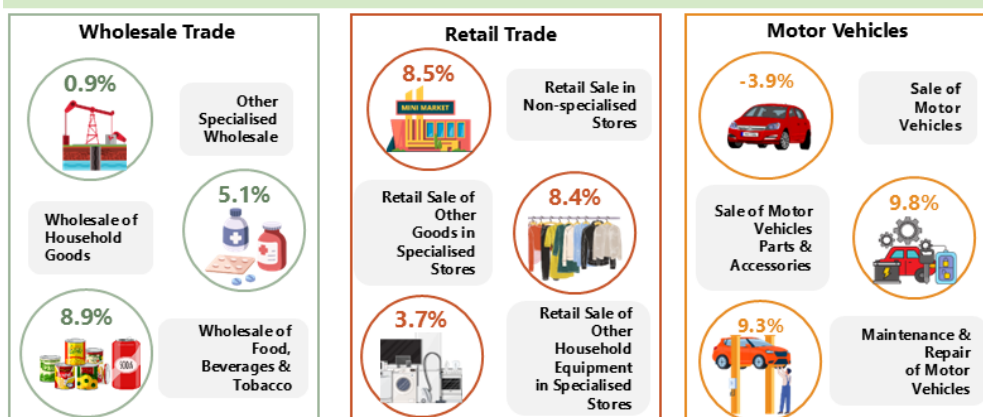 Wholesale Trade
0.9%
Other
Specialised
Wholesale
5.1%
Wholesale of
Household
Goods
8.9%
SODA
Wholesale of
Food,
Beverages &
Tobacco
Retail Trade
8.5%
MINI MARKET
Retail Sale in
Non-specialised
Stores
Retail Sale of
Other
Goods in
Specialised
Stores
8.4%
3.7%
Retail Sale of
Other
Household
Equipment
in Specialised
Stores
Motor Vehicles
-3.9%
Sale of
Motor
Vehicles
Sale of Motor
Vehicles
Parts &
Accessories
9.8%
9.3%
Maintenance &
Repair
of Motor
Vehicles